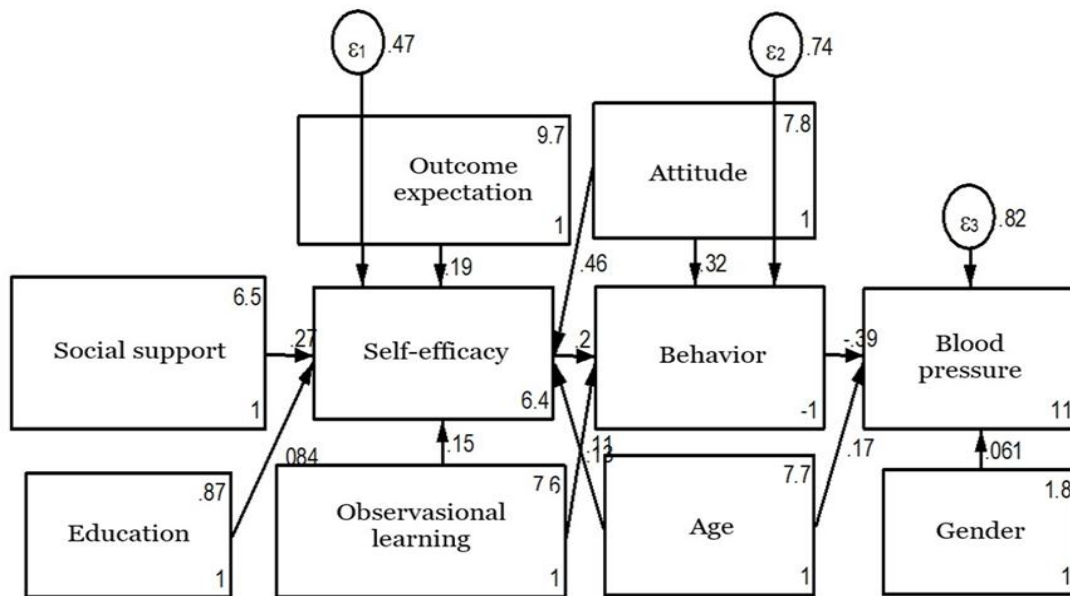 ε1
.47
ε2
.74
9.7
Outcome
expectation
1
7.8
Attitude
1
ε3
.82
.19
.46
.32
6.5
Social support
1
.27
Self-efficacy
6.4
.2
Behavior
-1
-.39
Blood
pressure
11
.084
.15
.11
.13
.17
.061
.87
Education
1
7.6
Observasional
learning
1
7.7
Age
1
1.8
Gender
1